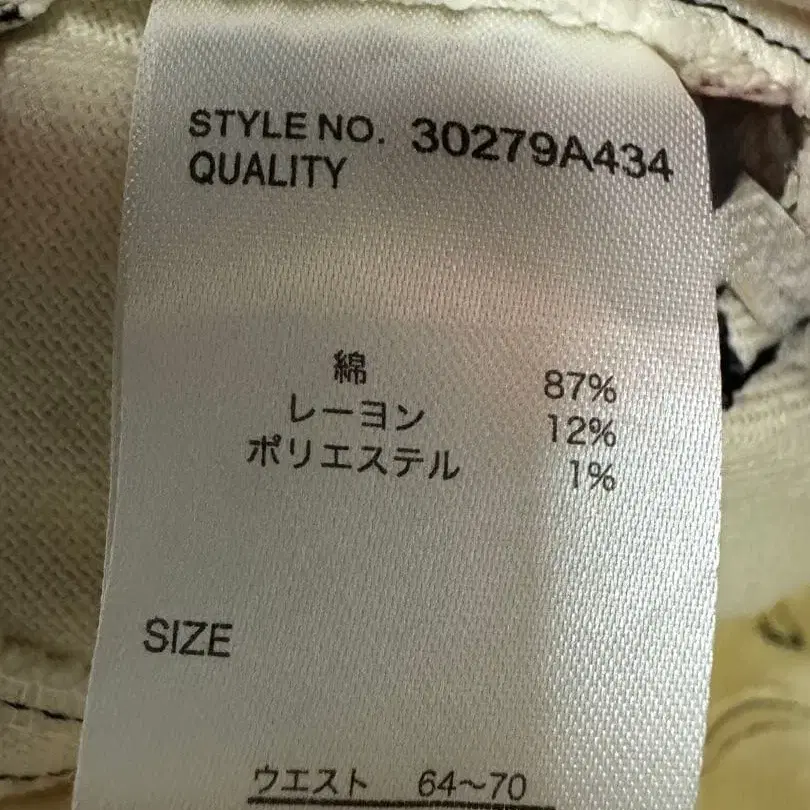 STYLE NO. 30279A434
QUALITY
綿 87%
レーヨン 12%
ポリエステル 1%
SIZE
ウエスト 64～70